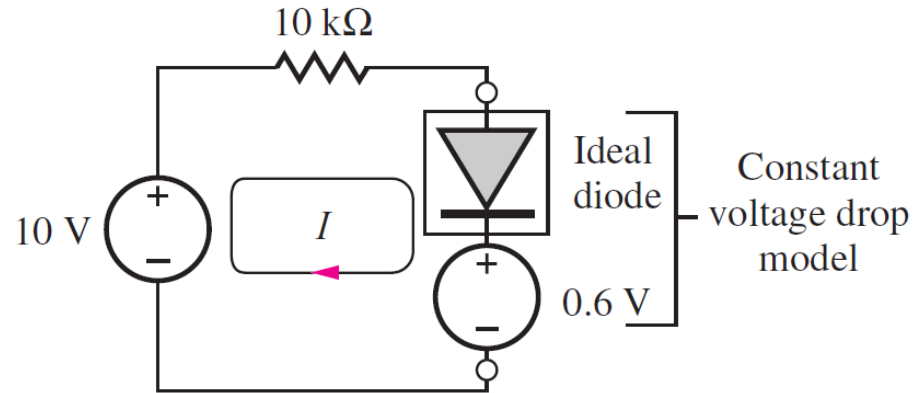 10 kΩ
10 V
+
−
I
Ideal
diode
+
−
0.6 V
Constant
voltage drop
model